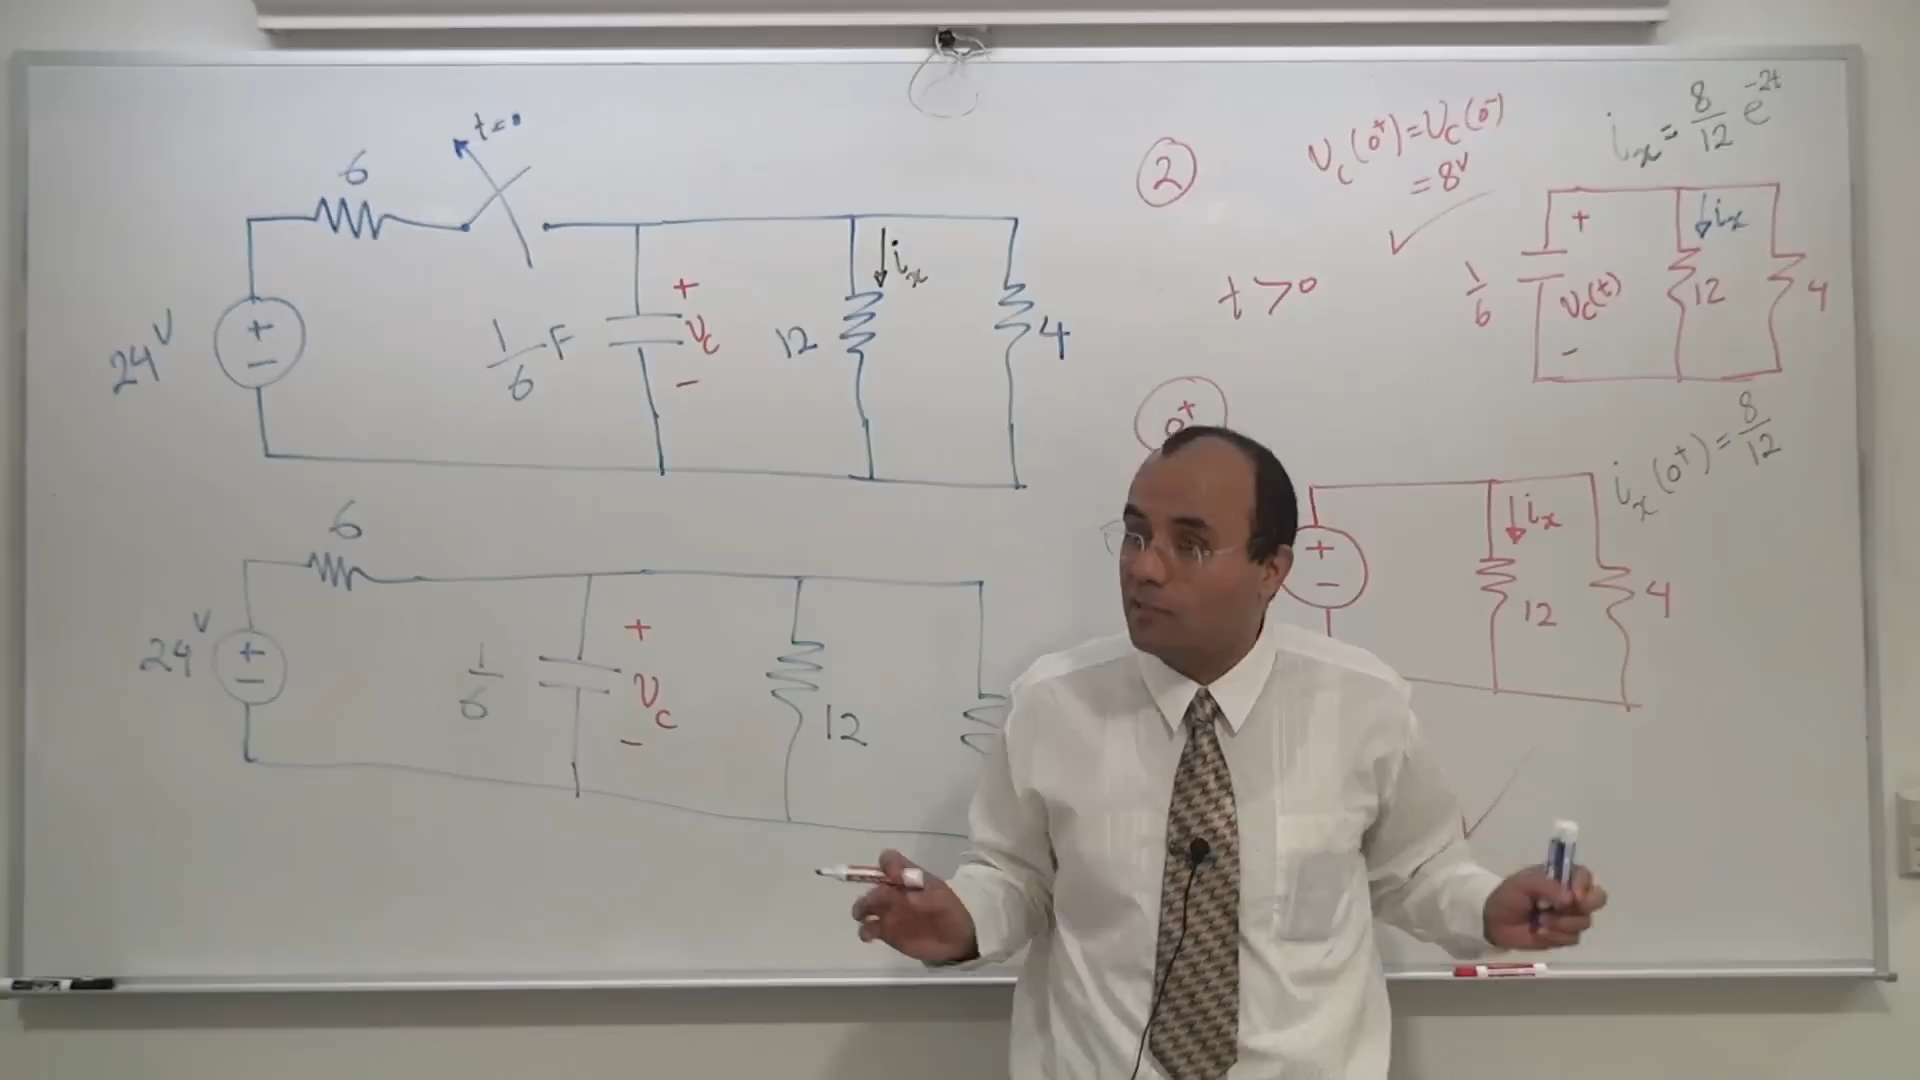 t=0
6
24V
1/6 F
+
VC
-
12
ix
4
6
24V
+
-
1/6
+
VC
-
12
2
VC(0+)=VC(0-)
=8V
t>0
ix = 8/12 e^-2t
1/6
+
VC(t)
-
ix
12
4
0+
ix(0+) = 8/12
+
-
ix
12
4